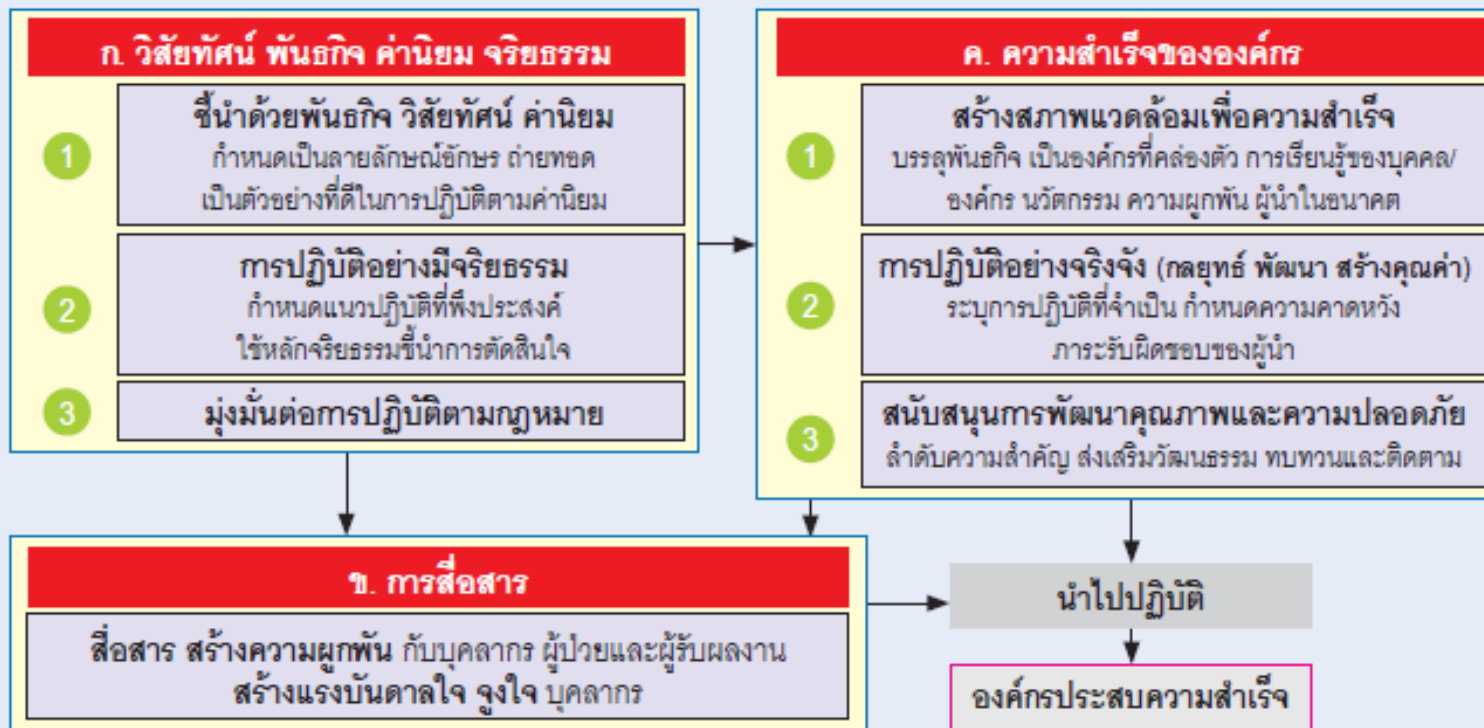 ก. วิสัยทัศน์ พันธกิจ ค่านิยม จริยธรรม
1
ชี้นำด้วยพันธกิจ วิสัยทัศน์ ค่านิยม
กำหนดเป็นลายลักษณ์อักษร ถ่ายทอด
เป็นตัวอย่างที่ดีในการปฏิบัติตามค่านิยม
2
การปฏิบัติอย่างมีจริยธรรม
กำหนดแนวปฏิบัติที่พึงประสงค์
ใช้หลักจริยธรรมชี้นำการตัดสินใจ
3
มุ่งมั่นต่อการปฏิบัติตามกฎหมาย
ค. ความสำเร็จขององค์กร
1
สร้างสภาพแวดล้อมเพื่อความสำเร็จ
บรรลุพันธกิจ เป็นองค์กรที่คล่องตัว การเรียนรู้ของบุคคล/
องค์กร นวัตกรรม ความผูกพัน ผู้นำในอนาคต
2
การปฏิบัติอย่างจริงจัง (กลยุทธ์ พัฒนา สร้างคุณค่า)
ระบุการปฏิบัติที่จำเป็น กำหนดความคาดหวัง
ภาระรับผิดชอบของผู้นำ
3
สนับสนุนการพัฒนาคุณภาพและความปลอดภัย
ลำดับความสำคัญ ส่งเสริมวัฒนธรรม ทบทวนและติดตาม
ข. การสื่อสาร
สื่อสาร สร้างความผูกพัน กับบุคลากร ผู้ป่วยและผู้รับผลงาน
สร้างแรงบันดาลใจ จูงใจ บุคลากร
นำไปปฏิบัติ
องค์กรประสบความสำเร็จ